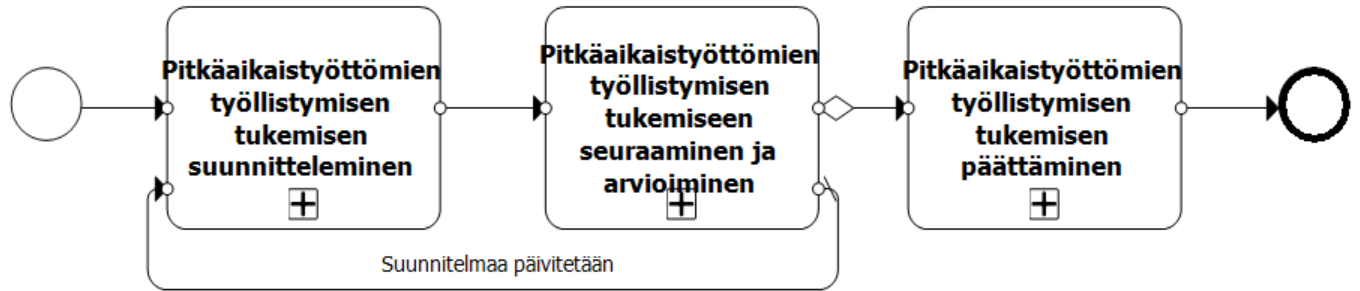 Pitkäaikaistyöttömien
työllistymisen
tukemisen
suunnitteleminen
Pitkäaikaistyöttömien
työllistymisen
tukemiseen
seuraaminen ja
arvioiminen
Pitkäaikaistyöttömien
työllistymisen
tukemisen
päättäminen
Suunnitelmaa päivitetään